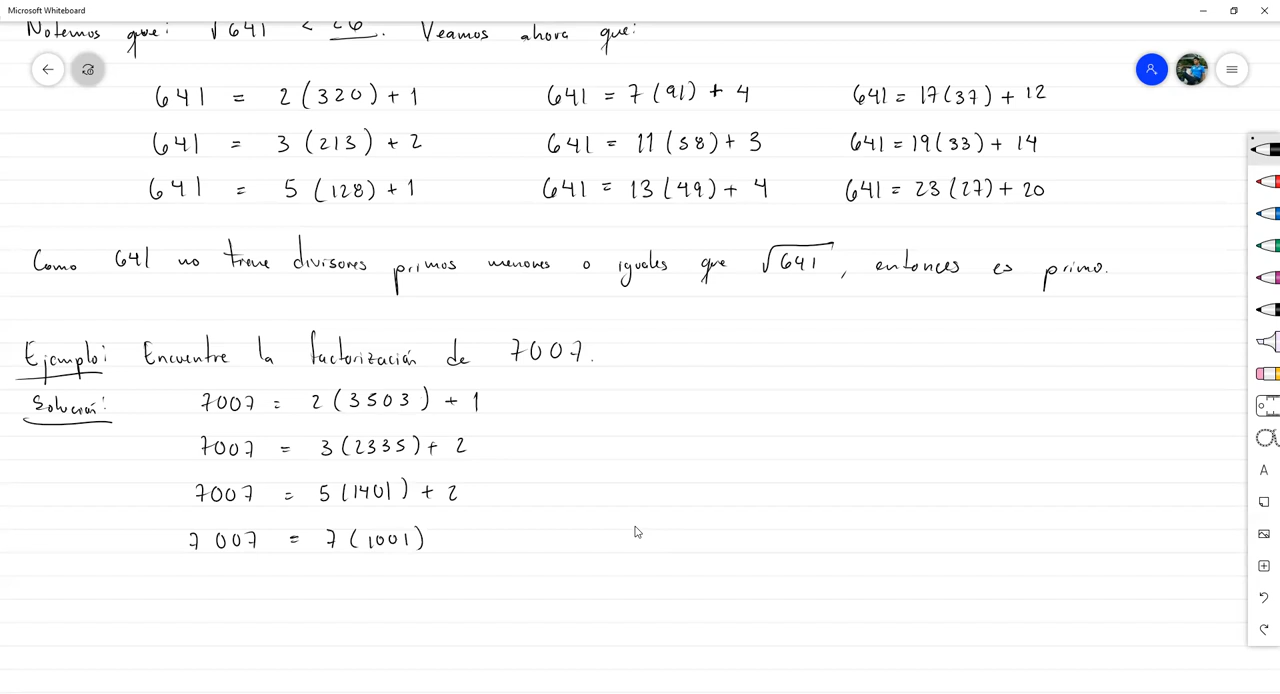 Microsoft Whiteboard
Notemos que: √641 < 26. Veamos ahora que:
641 = 2(320) + 1
641 = 7(91) + 4
641 = 17(37) + 12
641 = 3(213) + 2
641 = 11(58) + 3
641 = 19(33) + 14
641 = 5(128) + 1
641 = 13(49) + 4
641 = 23(27) + 20
Como 641 no tiene divisores primos menores o iguales que √641, entonces es primo.
Ejemplo: Encuentre la factorización de 7007.
Solución:
7007 = 2(3503) + 1
7007 = 3(2335) + 2
7007 = 5(1401) + 2
7007 = 7(1001)